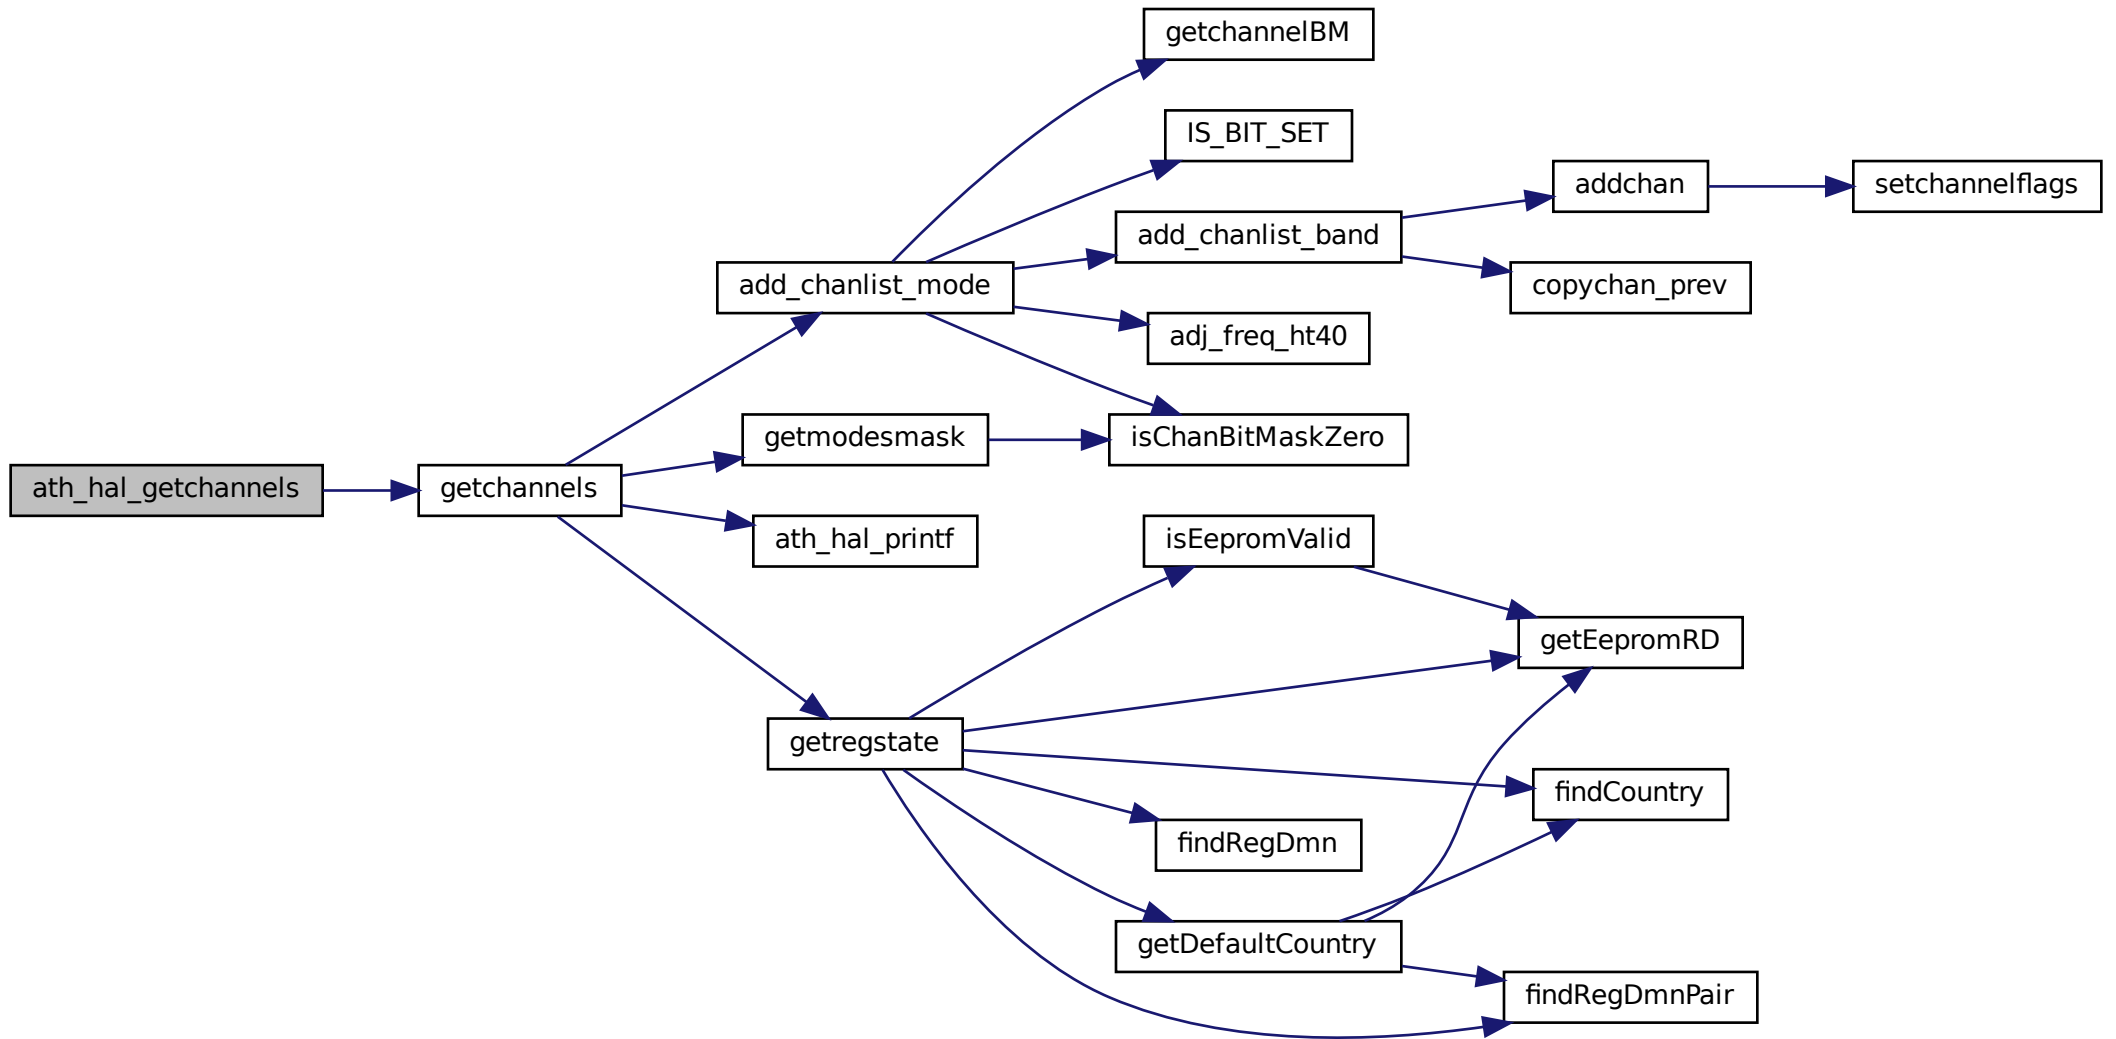 getchannelBM
IS_BIT_SET
addchan
setchannelflags
add_chanlist_band
add_chanlist_mode
copychan_prev
adj_freq_ht40
getmodesmask
isChanBitMaskZero
ath_hal_getchannels
getchannels
ath_hal_printf
isEepromValid
getEepromRD
getregstate
findCountry
findRegDmn
getDefaultCountry
findRegDmnPair